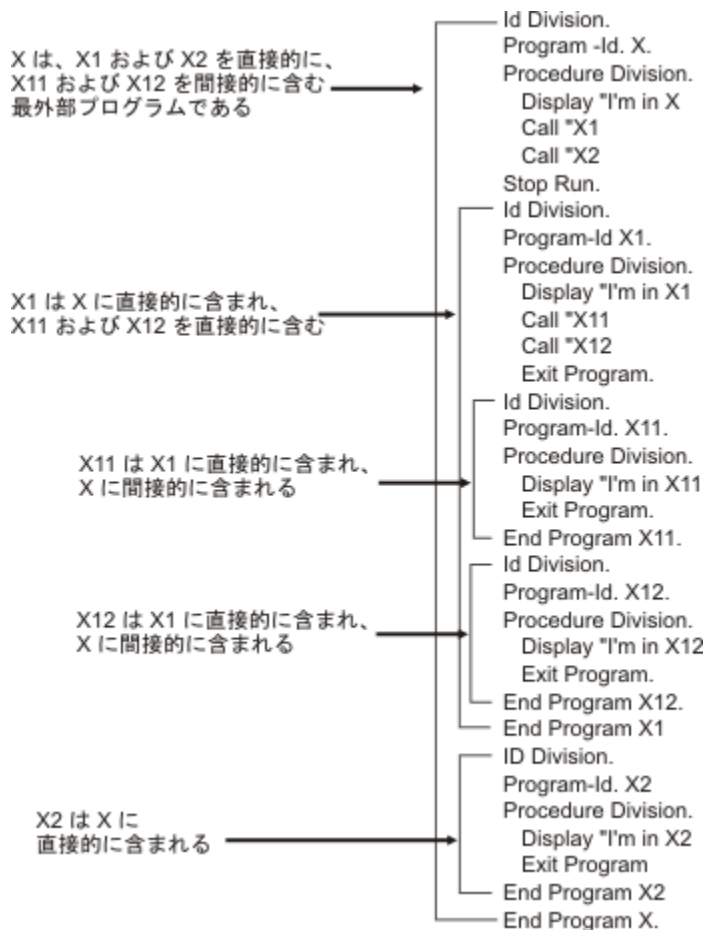 X は、X1 および X2 を直接的に、
X11 および X12 を間接的に含む
最外部プログラムである
X1 は X に直接的に含まれ、
X11 および X12 を直接的に含む
X11 は X1 に直接的に含まれ、
X に間接的に含まれる
X12 は X1 に直接的に含まれ、
X に間接的に含まれる
X2 は X に
直接的に含まれる
Id Division.
Program -Id. X.
Procedure Division.
Display "I'm in X
Call "X1
Call "X2
Stop Run.
Id Division.
Program-Id X1.
Procedure Division.
Display "I'm in X1
Call "X11
Call "X12
Exit Program.
Id Division.
Program-Id. X11.
Procedure Division.
Display "I'm in X11
Exit Program.
End Program X11.
Id Division.
Program-Id. X12.
Procedure Division.
Display "I'm in X12
Exit Program.
End Program X12.
End Program X1
ID Division.
Program-Id. X2
Procedure Division.
Display "I'm in X2
Exit Program
End Program X2
End Program X.